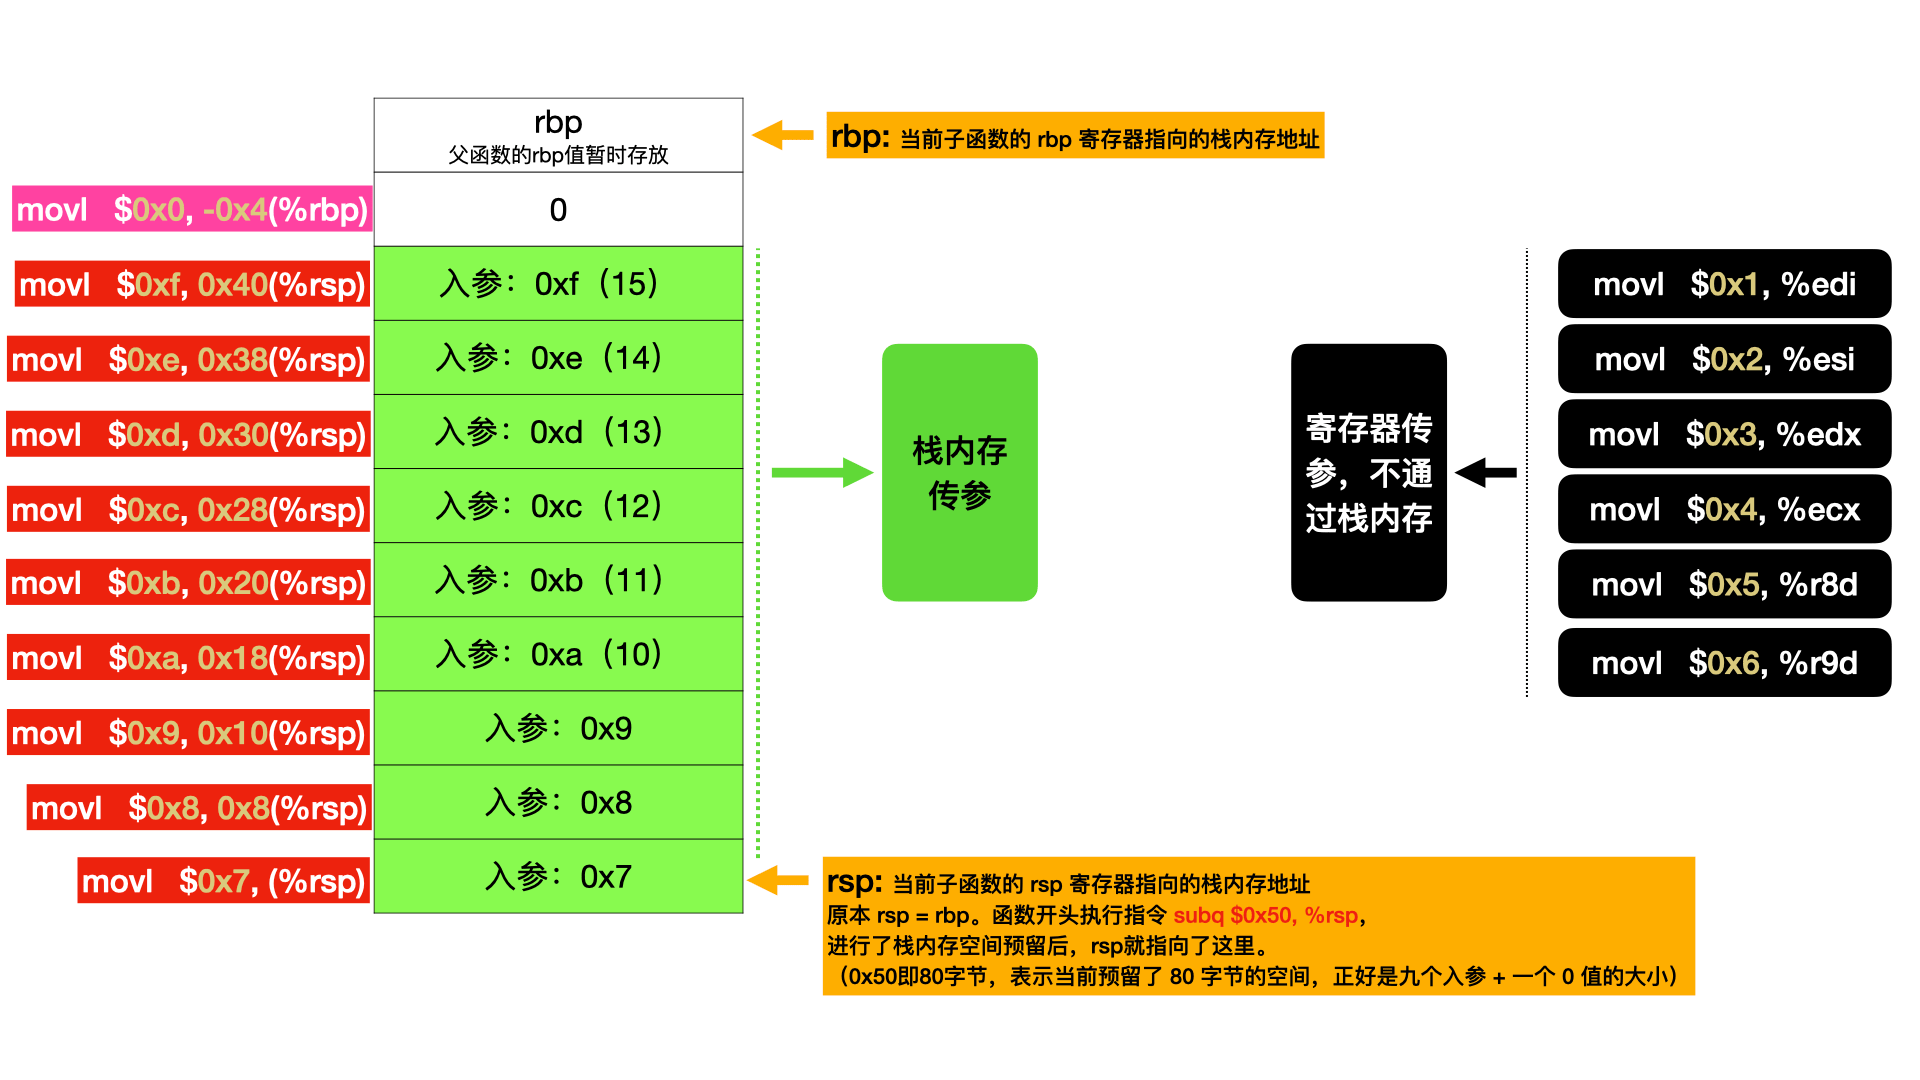 rbp
父函数的rbp值暂时存放
rbp: 当前子函数的 rbp 寄存器指向的栈内存地址
movl $0x0, -0x4(%rbp)
0
movl $0xf, 0x40(%rsp)
入参：0xf（15）
movl $0xe, 0x38(%rsp)
入参：0xe（14）
movl $0xd, 0x30(%rsp)
入参：0xd（13）
movl $0xc, 0x28(%rsp)
入参：0xc（12）
movl $0xb, 0x20(%rsp)
入参：0xb（11）
movl $0xa, 0x18(%rsp)
入参：0xa（10）
movl $0x9, 0x10(%rsp)
入参：0x9
movl $0x8, 0x8(%rsp)
入参：0x8
movl $0x7, (%rsp)
入参：0x7
栈内存
传参
寄存器传
参，不通
过栈内存
movl $0x1, %edi
movl $0x2, %esi
movl $0x3, %edx
movl $0x4, %ecx
movl $0x5, %r8d
movl $0x6, %r9d
rsp: 当前子函数的 rsp 寄存器指向的栈内存地址
原本 rsp = rbp。函数开头执行指令 subq $0x50, %rsp，
进行了栈内存空间预留后，rsp就指向了这里。
（0x50即80字节，表示当前预留了 80 字节的空间，正好是九个入参 + 一个 0 值的大小）